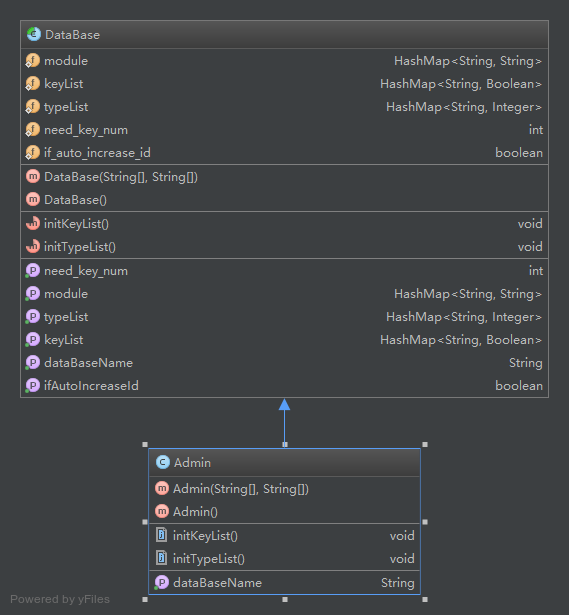 DataBase
module HashMap<String, String>
keyList HashMap<String, Boolean>
typeList HashMap<String, Integer>
need_key_num int
if_auto_increase_id boolean
DataBase(String[], String[])
DataBase()
initKeyList() void
initTypeList() void
need_key_num int
module HashMap<String, String>
typeList HashMap<String, Integer>
keyList HashMap<String, Boolean>
dataBaseName String
ifAutoIncreaseId boolean
Admin
Admin(String[], String[])
Admin()
initKeyList() void
initTypeList() void
dataBaseName String
Powered by yFiles